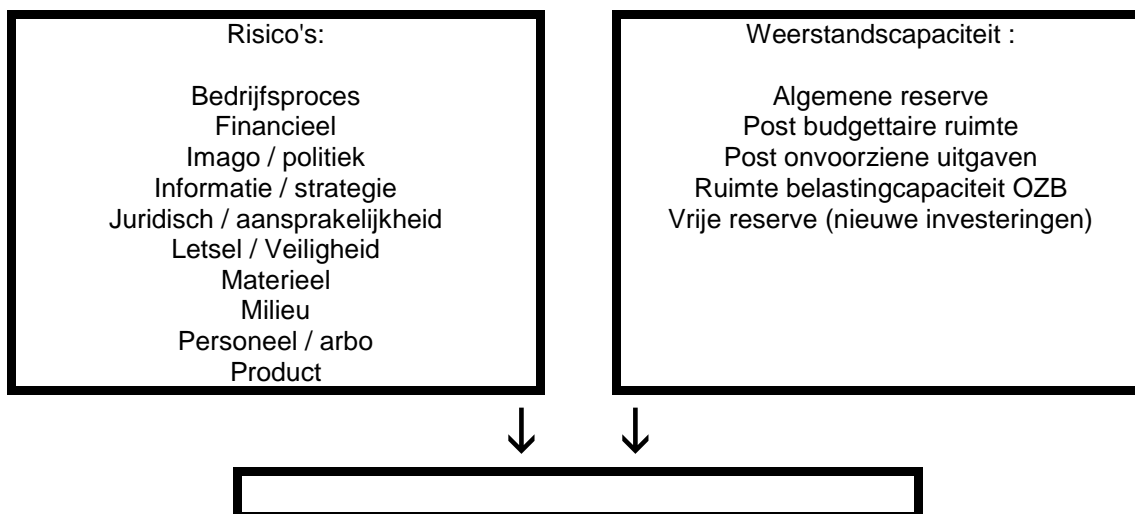 Risico's:
Bedrijfsproces
Financieel
Imago / politiek
Informatie / strategie
Juridisch / aansprakelijkheid
Letsel / Veiligheid
Materieel
Milieu
Personeel / arbo
Product
Weerstandscapaciteit :
Algemene reserve
Post budgettaire ruimte
Post onvoorziene uitgaven
Ruimte belastingcapaciteit OZB
Vrije reserve (nieuwe investeringen)